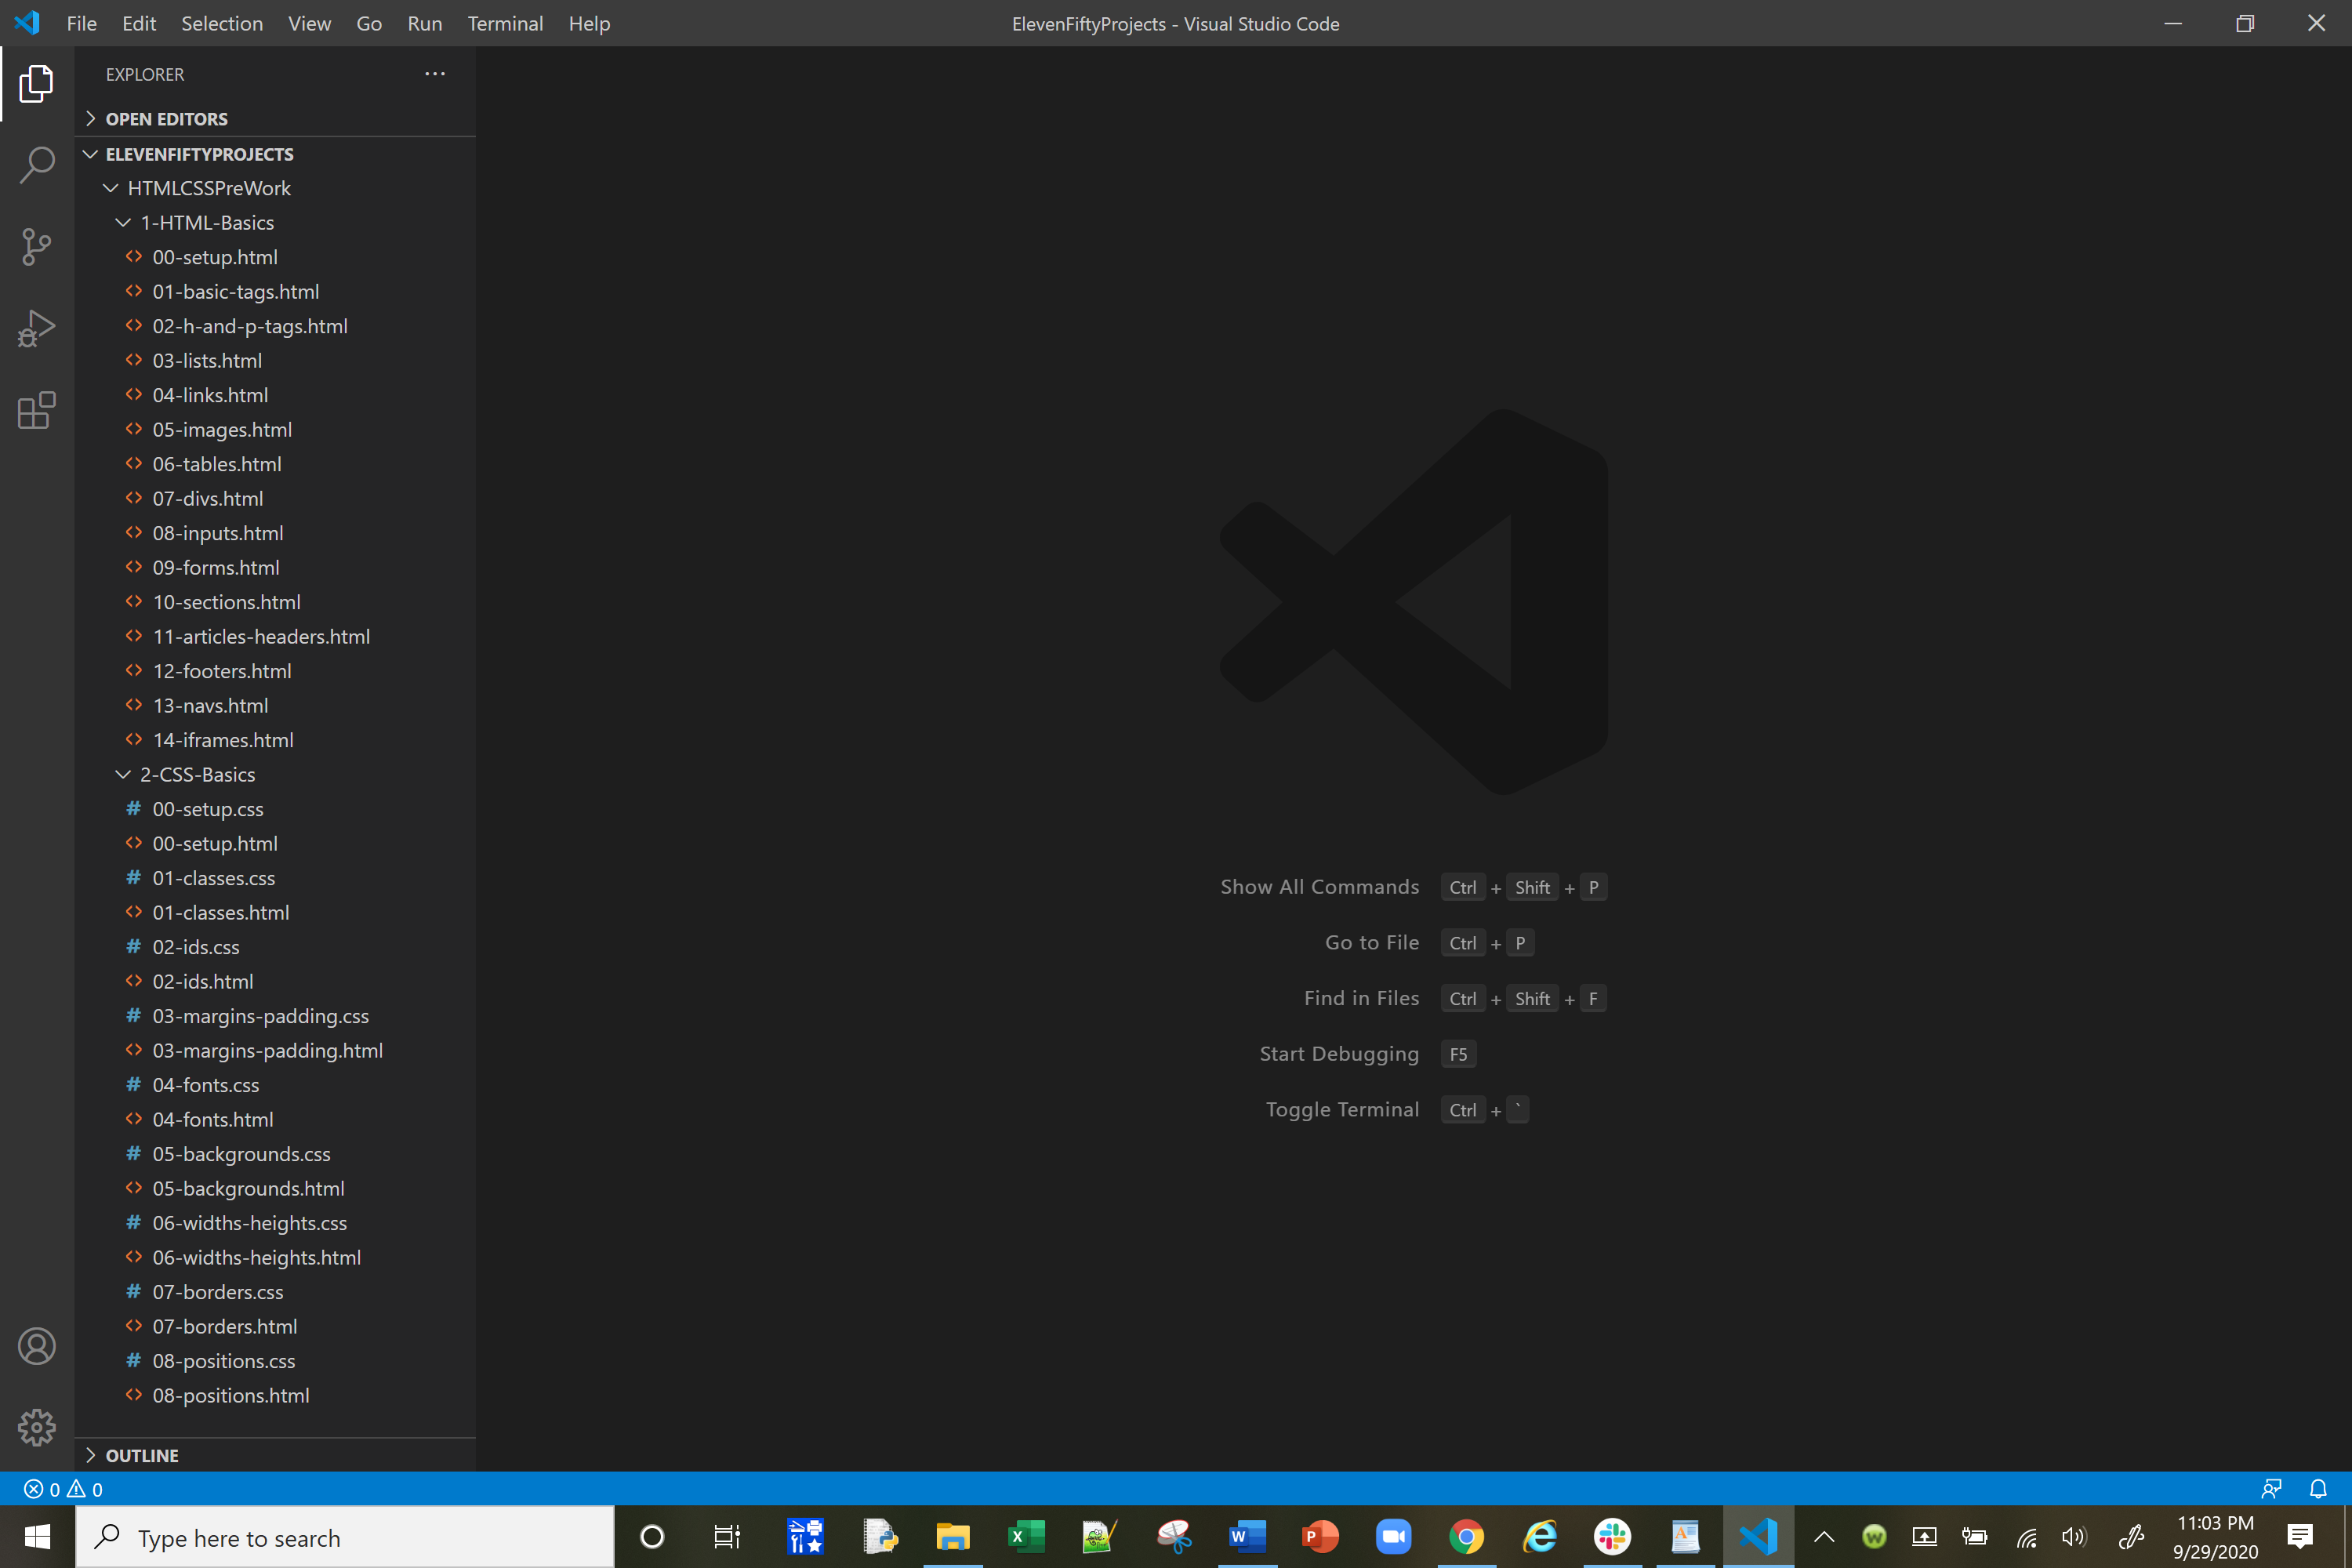 File Edit Selection View Go Run Terminal Help
ElevenFiftyProjects - Visual Studio Code
EXPLORER
OPEN EDITORS
ELEVENFIFTYPROJECTS
HTMLCSSPreWork
1-HTML-Basics
00-setup.html
01-basic-tags.html
02-h-and-p-tags.html
03-lists.html
04-links.html
05-images.html
06-tables.html
07-divs.html
08-inputs.html
09-forms.html
10-sections.html
11-articles-headers.html
12-footers.html
13-navs.html
14-iframes.html
2-CSS-Basics
# 00-setup.css
00-setup.html
# 01-classes.css
01-classes.html
# 02-ids.css
02-ids.html
# 03-margins-padding.css
03-margins-padding.html
# 04-fonts.css
04-fonts.html
# 05-backgrounds.css
05-backgrounds.html
# 06-widths-heights.css
06-widths-heights.html
# 07-borders.css
07-borders.html
# 08-positions.css
08-positions.html
OUTLINE
Show All Commands Ctrl + Shift + P
Go to File Ctrl + P
Find in Files Ctrl + Shift + F
Start Debugging F5
Toggle Terminal Ctrl + `
0 0
Type here to search
11:03 PM
9/29/2020